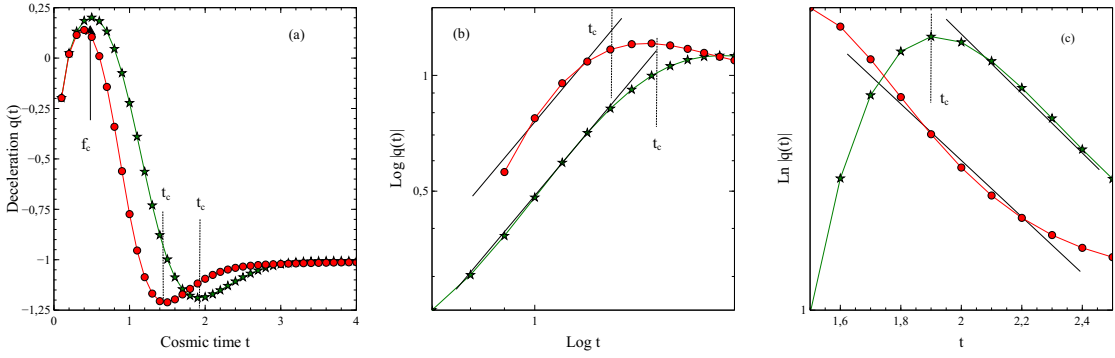 (a)
0,25
0
−0,25
−0,5
−0,75
−1
−1,25
Deceleration q(t)
f_c
t_c
t_c
0
1
2
3
4
Cosmic time t
(b)
t_c
t_c
1
0,5
Log |q(t)|
1
Log t
(c)
t_c
1
Ln |q(t)|
1,6
1,8
2
2,2
2,4
t